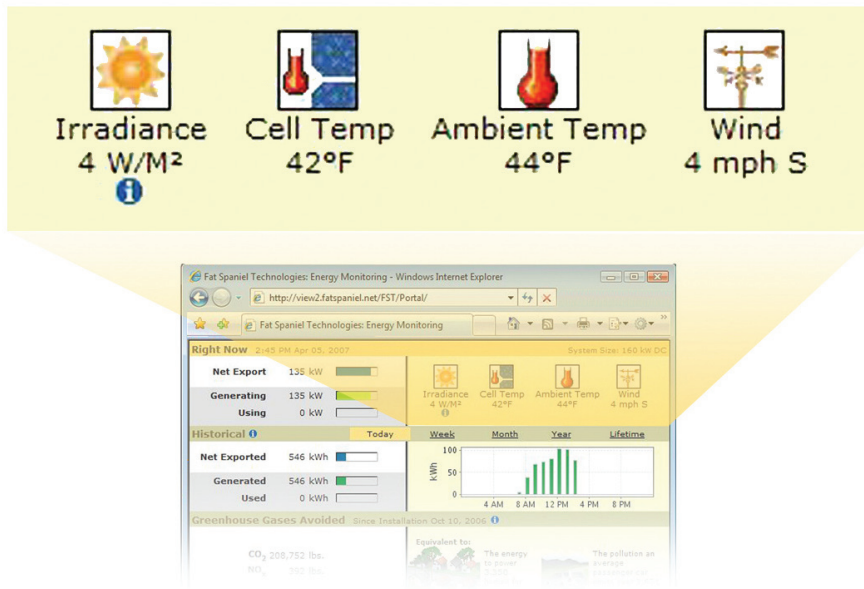 Irradiance
4 W/M²
Cell Temp
42°F
Ambient Temp
44°F
Wind
4 mph S
Fat Spaniel Technologies: Energy Monitoring - Windows Internet Explorer
http://view2.fatspaniel.net/FST/Portal/
Fat Spaniel Technologies: Energy Monitoring
Right Now 2:45 PM Apr 05, 2007
System Size: 160 kW DC
Net Export 135 kW
Generating 135 kW
Using 0 kW
Irradiance
4 W/M²
Cell Temp
42°F
Ambient Temp
44°F
Wind
4 mph S
Historical Today Week Month Year Lifetime
Net Exported 546 kWh
Generated 546 kWh
Used 0 kWh
kWh
100
50
0
4 AM 8 AM 12 PM 4 PM 8 PM
Greenhouse Gases Avoided Since Installation Oct 10, 2006
CO2 208,752 lbs.
Equivalent to:
The energy
to power
The pollution an
average